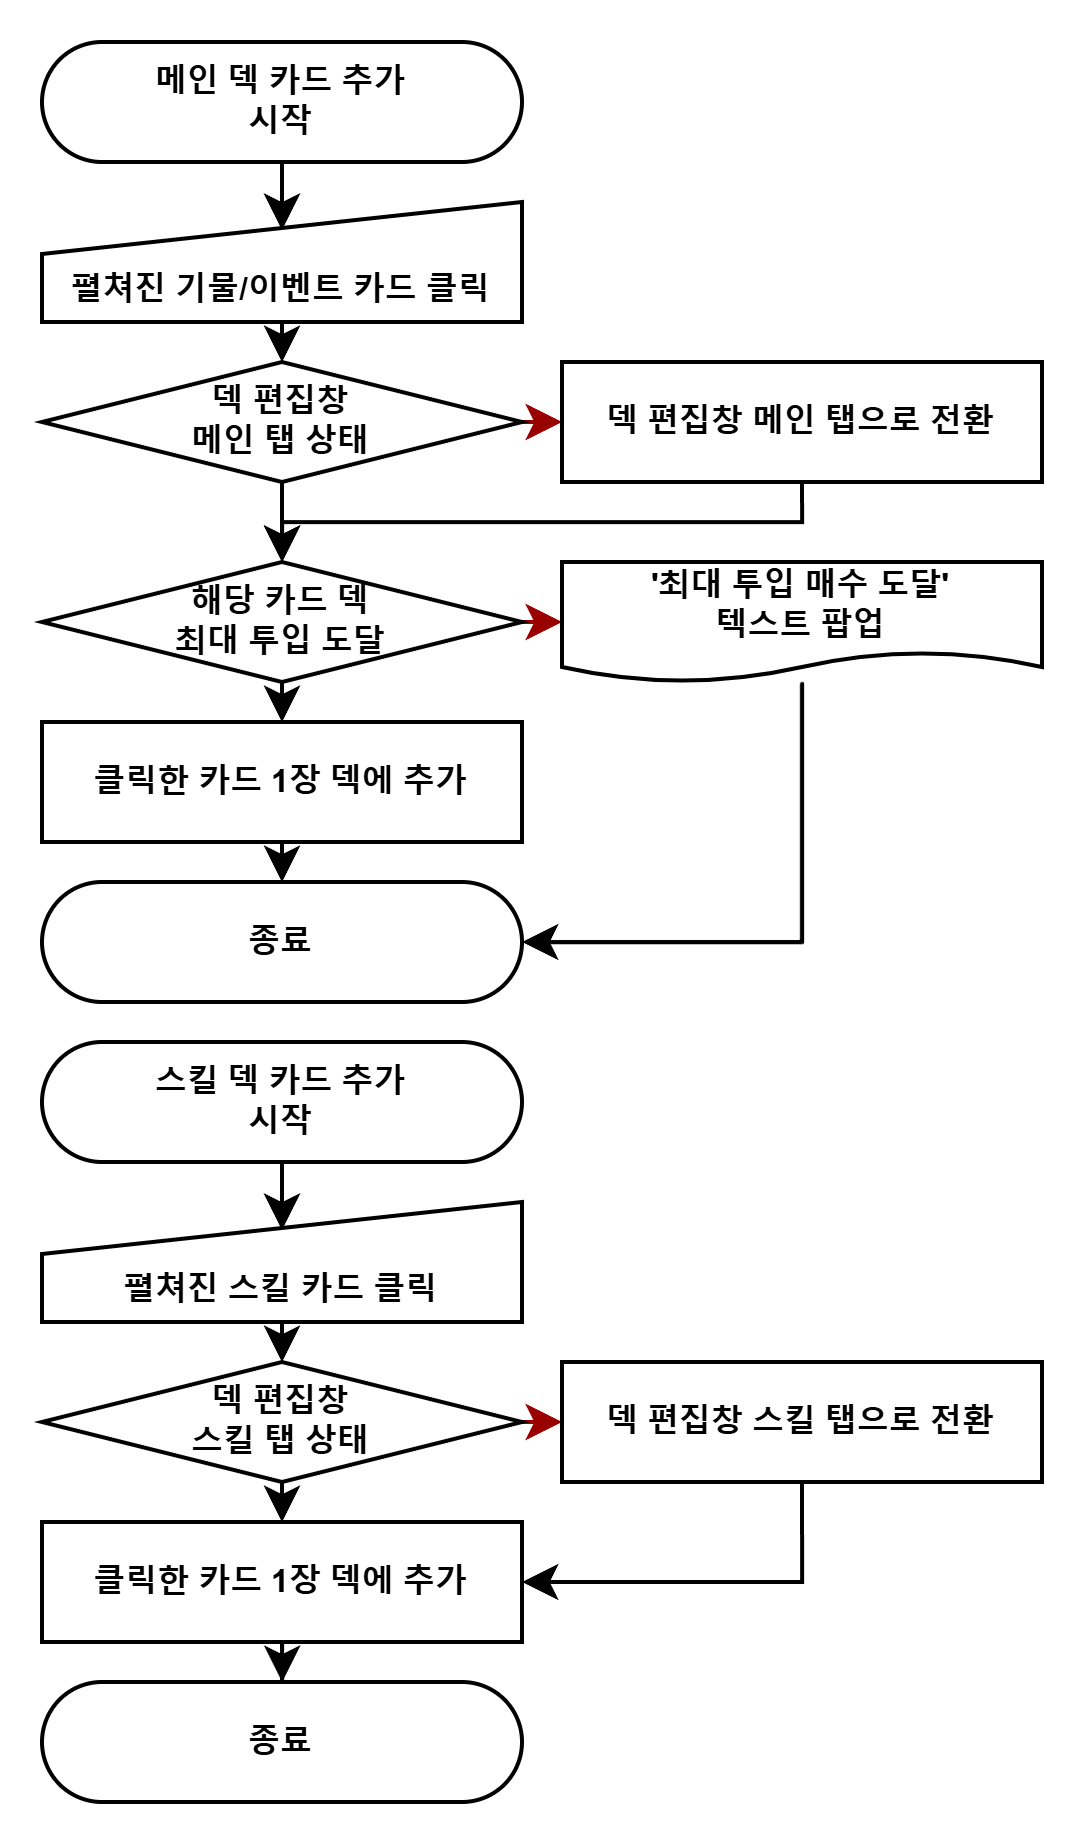 메인 덱 카드 추가
시작
펼쳐진 기물/이벤트 카드 클릭
덱 편집창
메인 탭 상태
덱 편집창 메인 탭으로 전환
해당 카드 덱
최대 투입 도달
'최대 투입 매수 도달'
텍스트 팝업
클릭한 카드 1장 덱에 추가
종료
스킬 덱 카드 추가
시작
펼쳐진 스킬 카드 클릭
덱 편집창
스킬 탭 상태
덱 편집창 스킬 탭으로 전환
클릭한 카드 1장 덱에 추가
종료